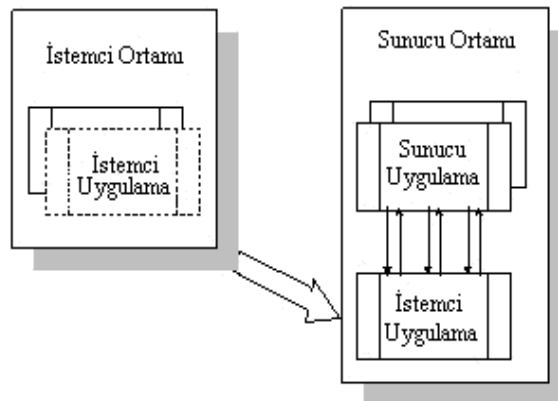 İstemci Ortamı
İstemci
Uygulama
Sunucu Ortamı
Sunucu
Uygulama
İstemci
Uygulama